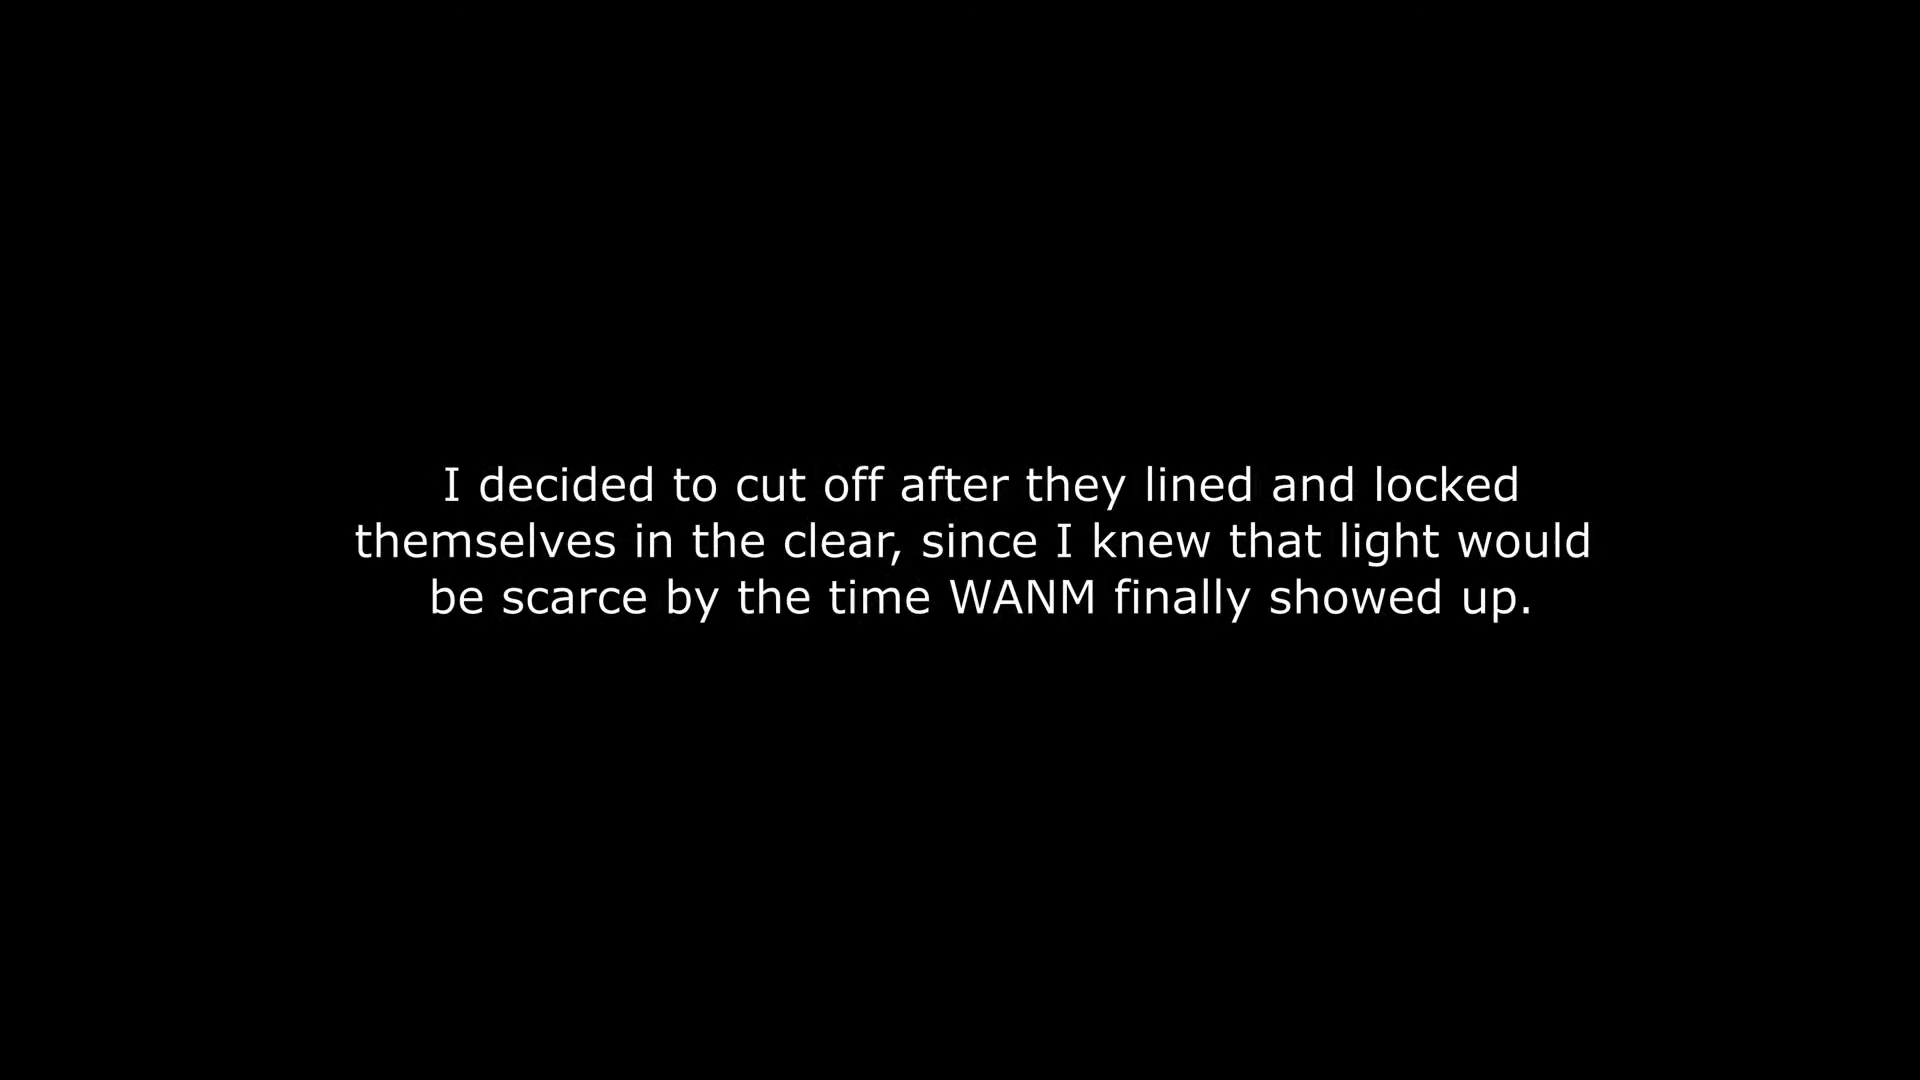 I decided to cut off after they lined and locked
themselves in the clear, since I knew that light would
be scarce by the time WANM finally showed up.